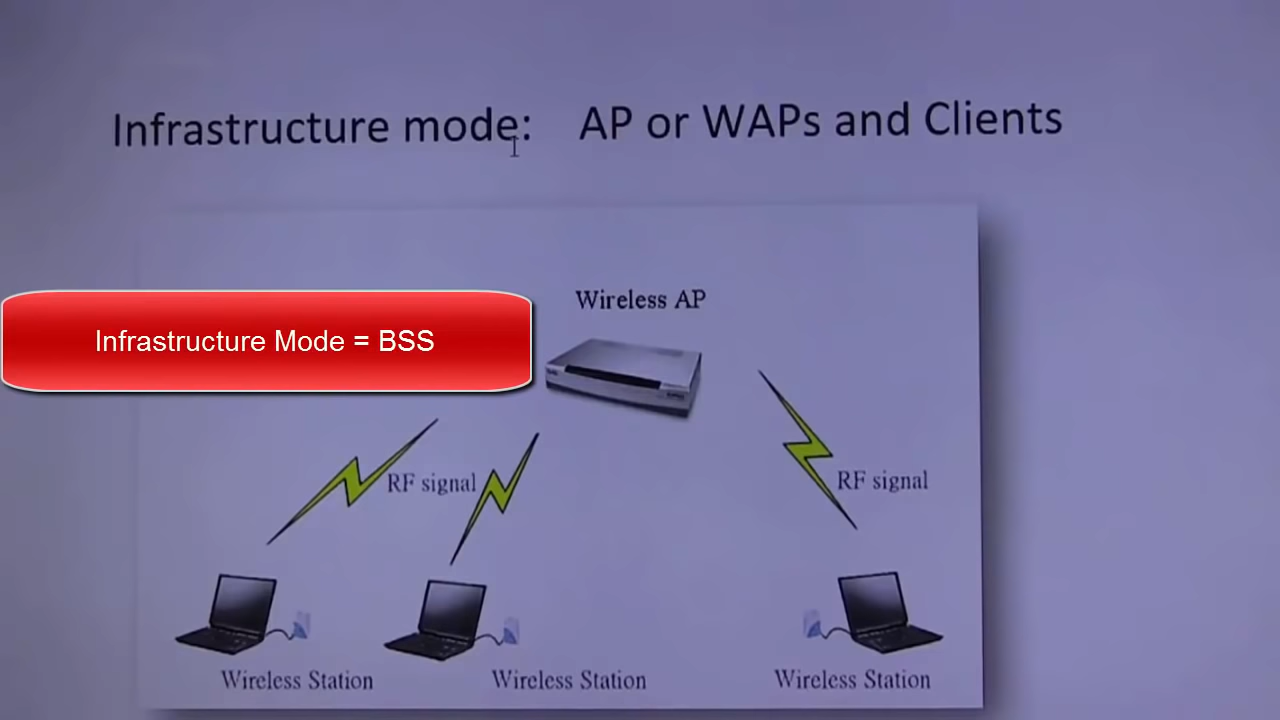 Infrastructure mode: AP or WAPs and Clients
Wireless AP
Infrastructure Mode = BSS
RF signal
RF signal
Wireless Station
Wireless Station
Wireless Station